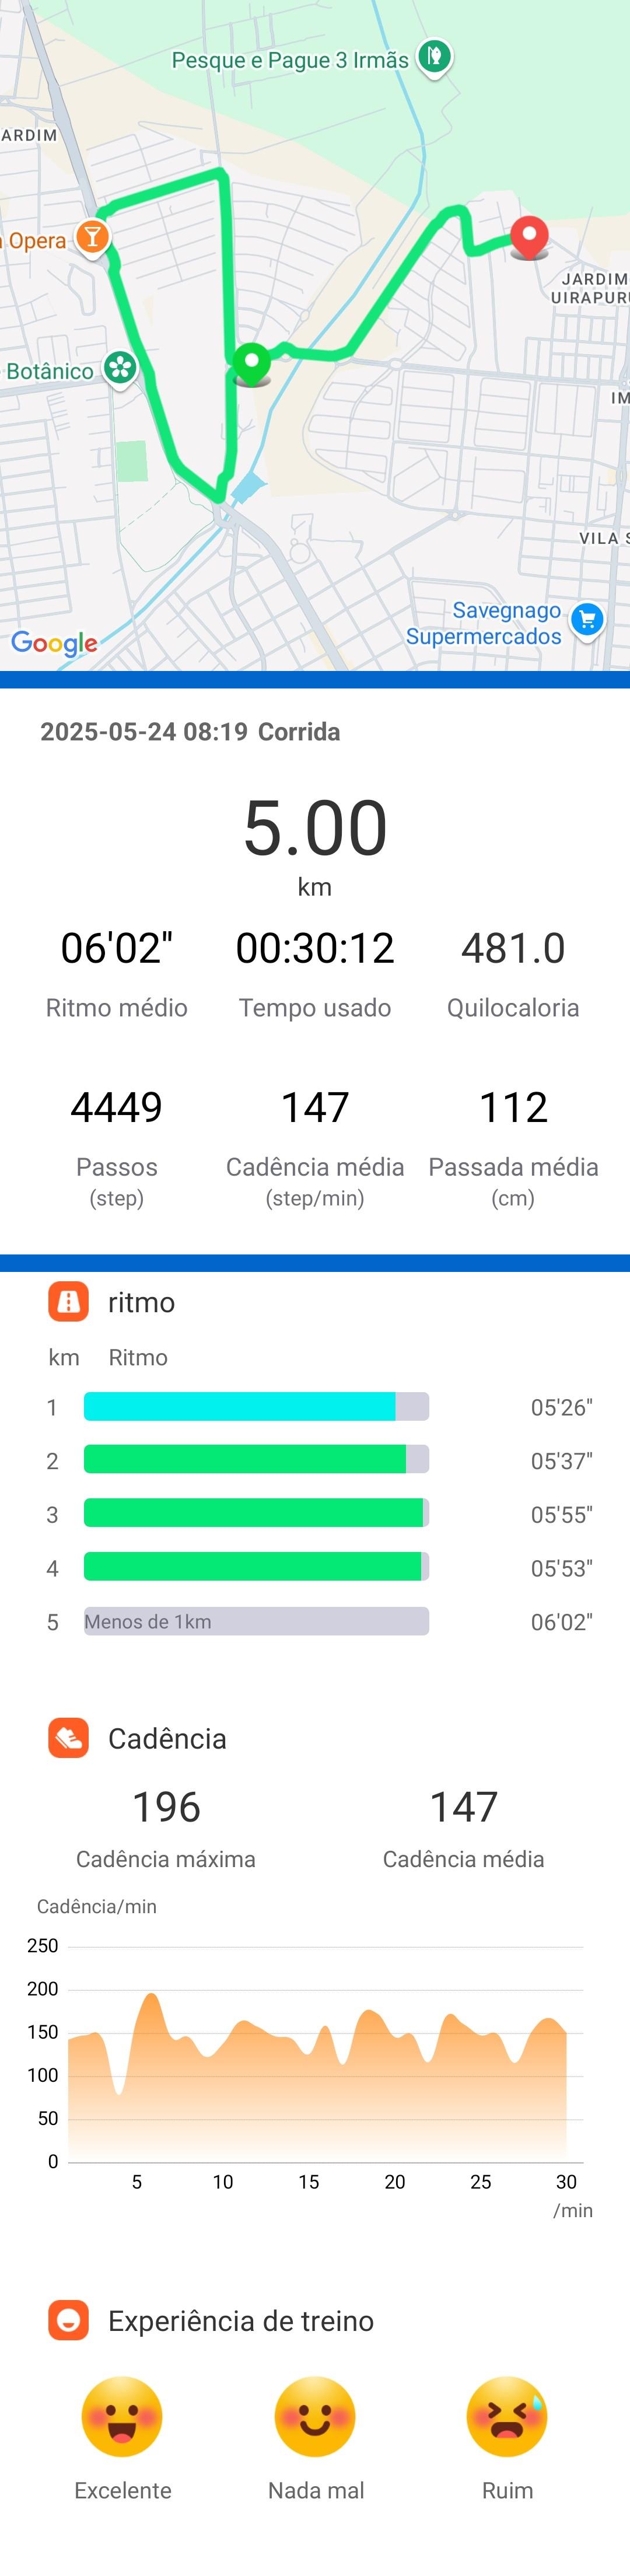 Pesque e Pague 3 Irmãs
ARDIM
Opera
JARDIM
UIRAPURU
Botânico
IM
VILA S
Savegnago
Supermercados
Google
2025-05-24 08:19 Corrida
5.00
km
06'02" 00:30:12 481.0
Ritmo médio Tempo usado Quilocaloria
4449 147 112
Passos Cadência média Passada média
(step) (step/min) (cm)
ritmo
km Ritmo
1 05'26"
2 05'37"
3 05'55"
4 05'53"
5 Menos de 1km 06'02"
Cadência
196 147
Cadência máxima Cadência média
Cadência/min
250
200
150
100
50
0
5 10 15 20 25 30
/min
Experiência de treino
Excelente Nada mal Ruim